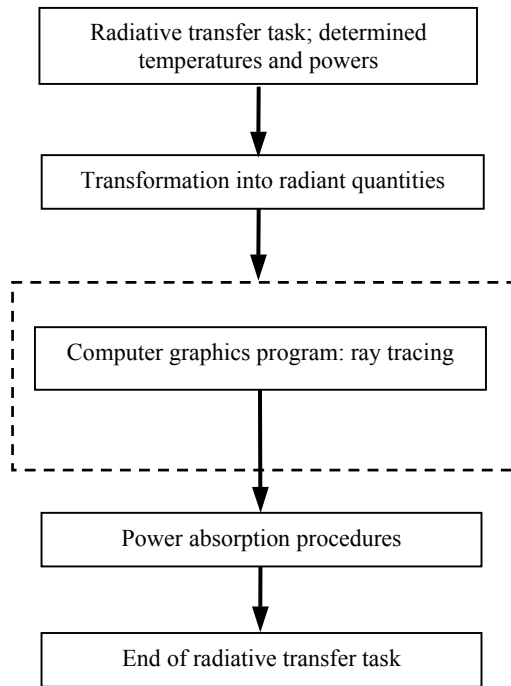 Radiative transfer task; determined
temperatures and powers
Transformation into radiant quantities
Computer graphics program: ray tracing
Power absorption procedures
End of radiative transfer task